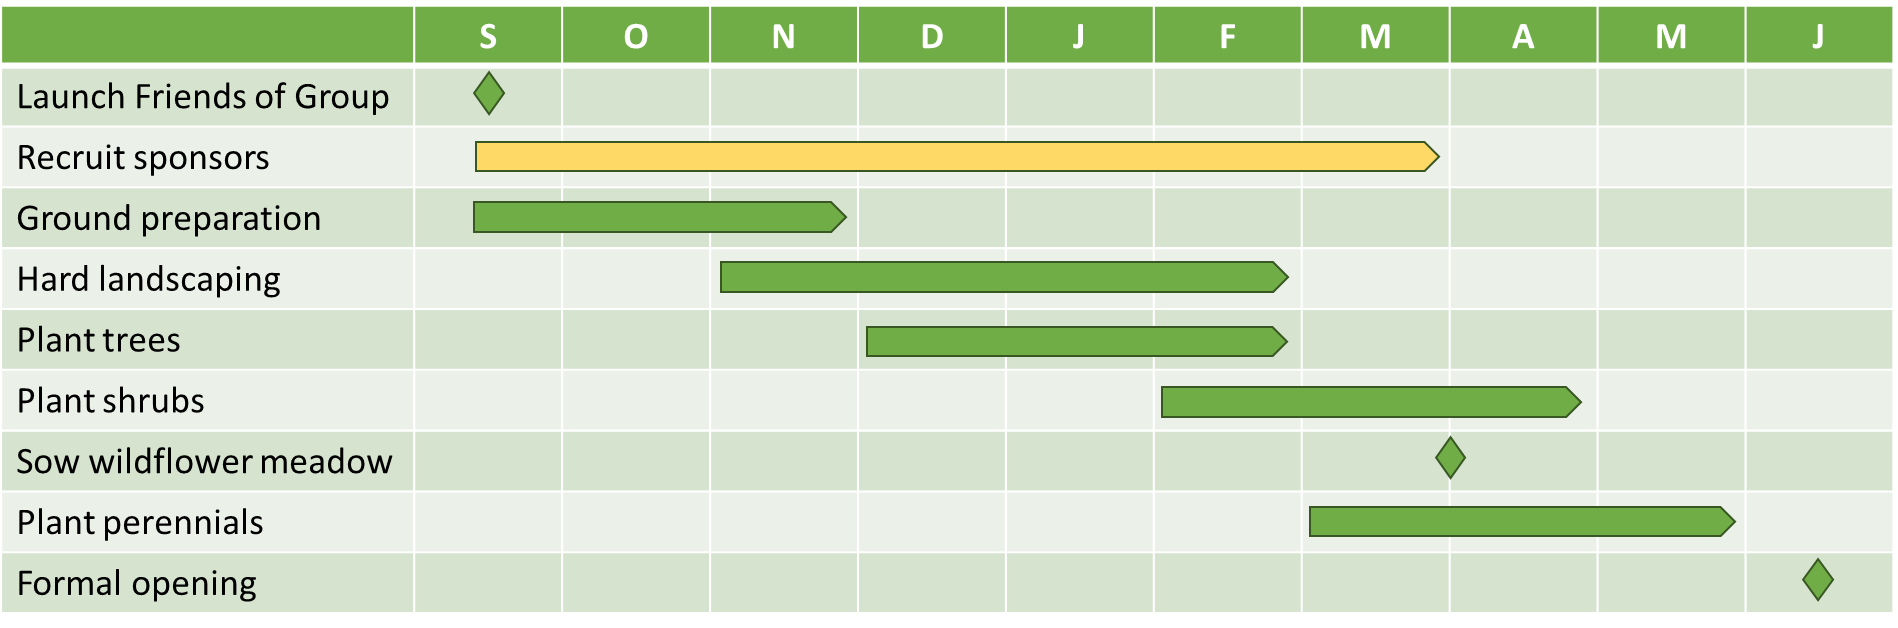 S O N D J F M A M J
Launch Friends of Group
Recruit sponsors
Ground preparation
Hard landscaping
Plant trees
Plant shrubs
Sow wildflower meadow
Plant perennials
Formal opening